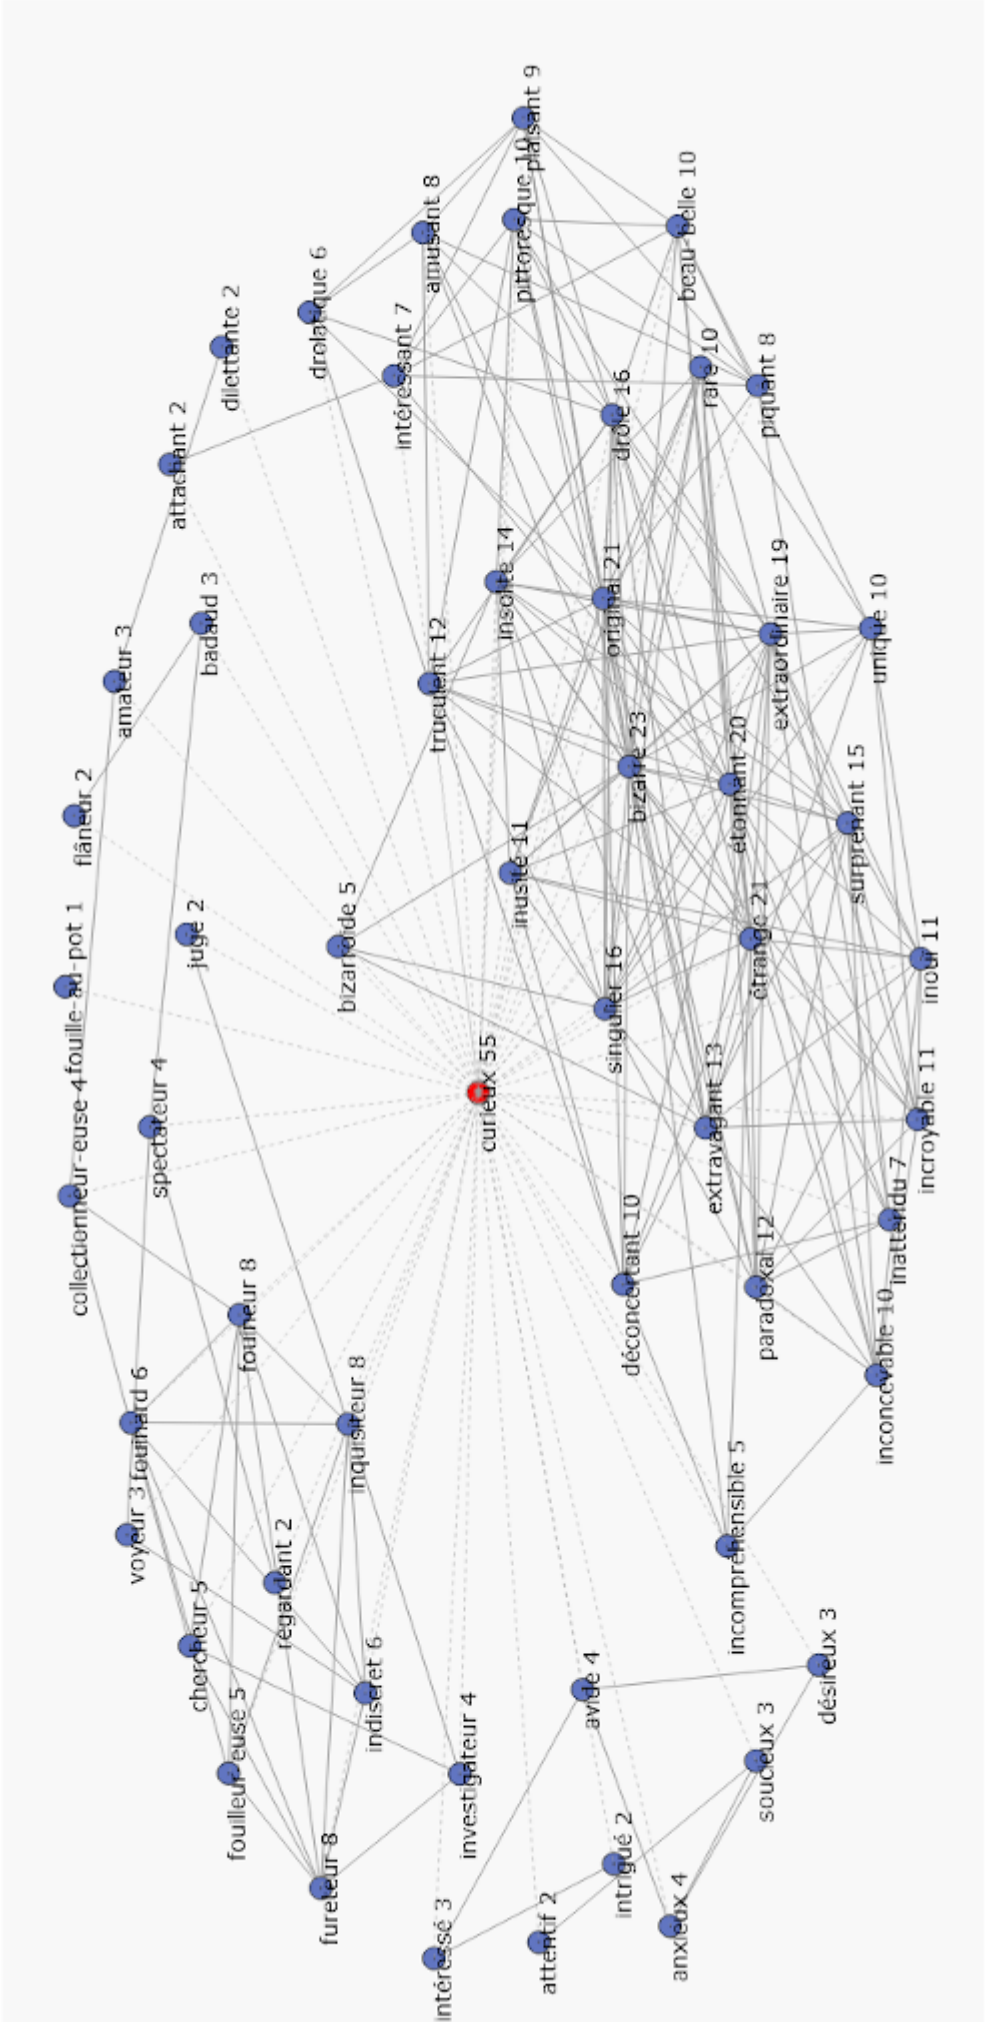 plaisant 9
pittoresque 10
beau-belle 10
amusant 8
drolatique 6
dilettante 2
intéressant 7
rare 10
piquant 8
drôle 16
attachant 2
insolite 14
original 21
extraordinaire 19
unique 10
badaud 3
amateur 3
truculent 12
bizarre 23
étonnant 20
surprenant 15
flâneur 2
inusité 11
étrange 21
inouï 11
juge 2
bizarroïde 5
fouille-au-pot 1
singulier 16
curieux 55
spectateur 4
extravagant 13
incroyable 11
collectionneur-euse 4
inattendu 7
déconcertant 10
paradoxal 12
fouineur 8
inconcevable 10
fouinard 6
inquisiteur 8
voyeur 3
incompréhensible 5
regardant 2
chercheur 5
indiscret 6
désireux 3
avide 4
soucieux 3
fouilleur-euse 5
investigateur 4
intrigué 2
fureteur 8
anxieux 4
attentif 2
intéressé 3